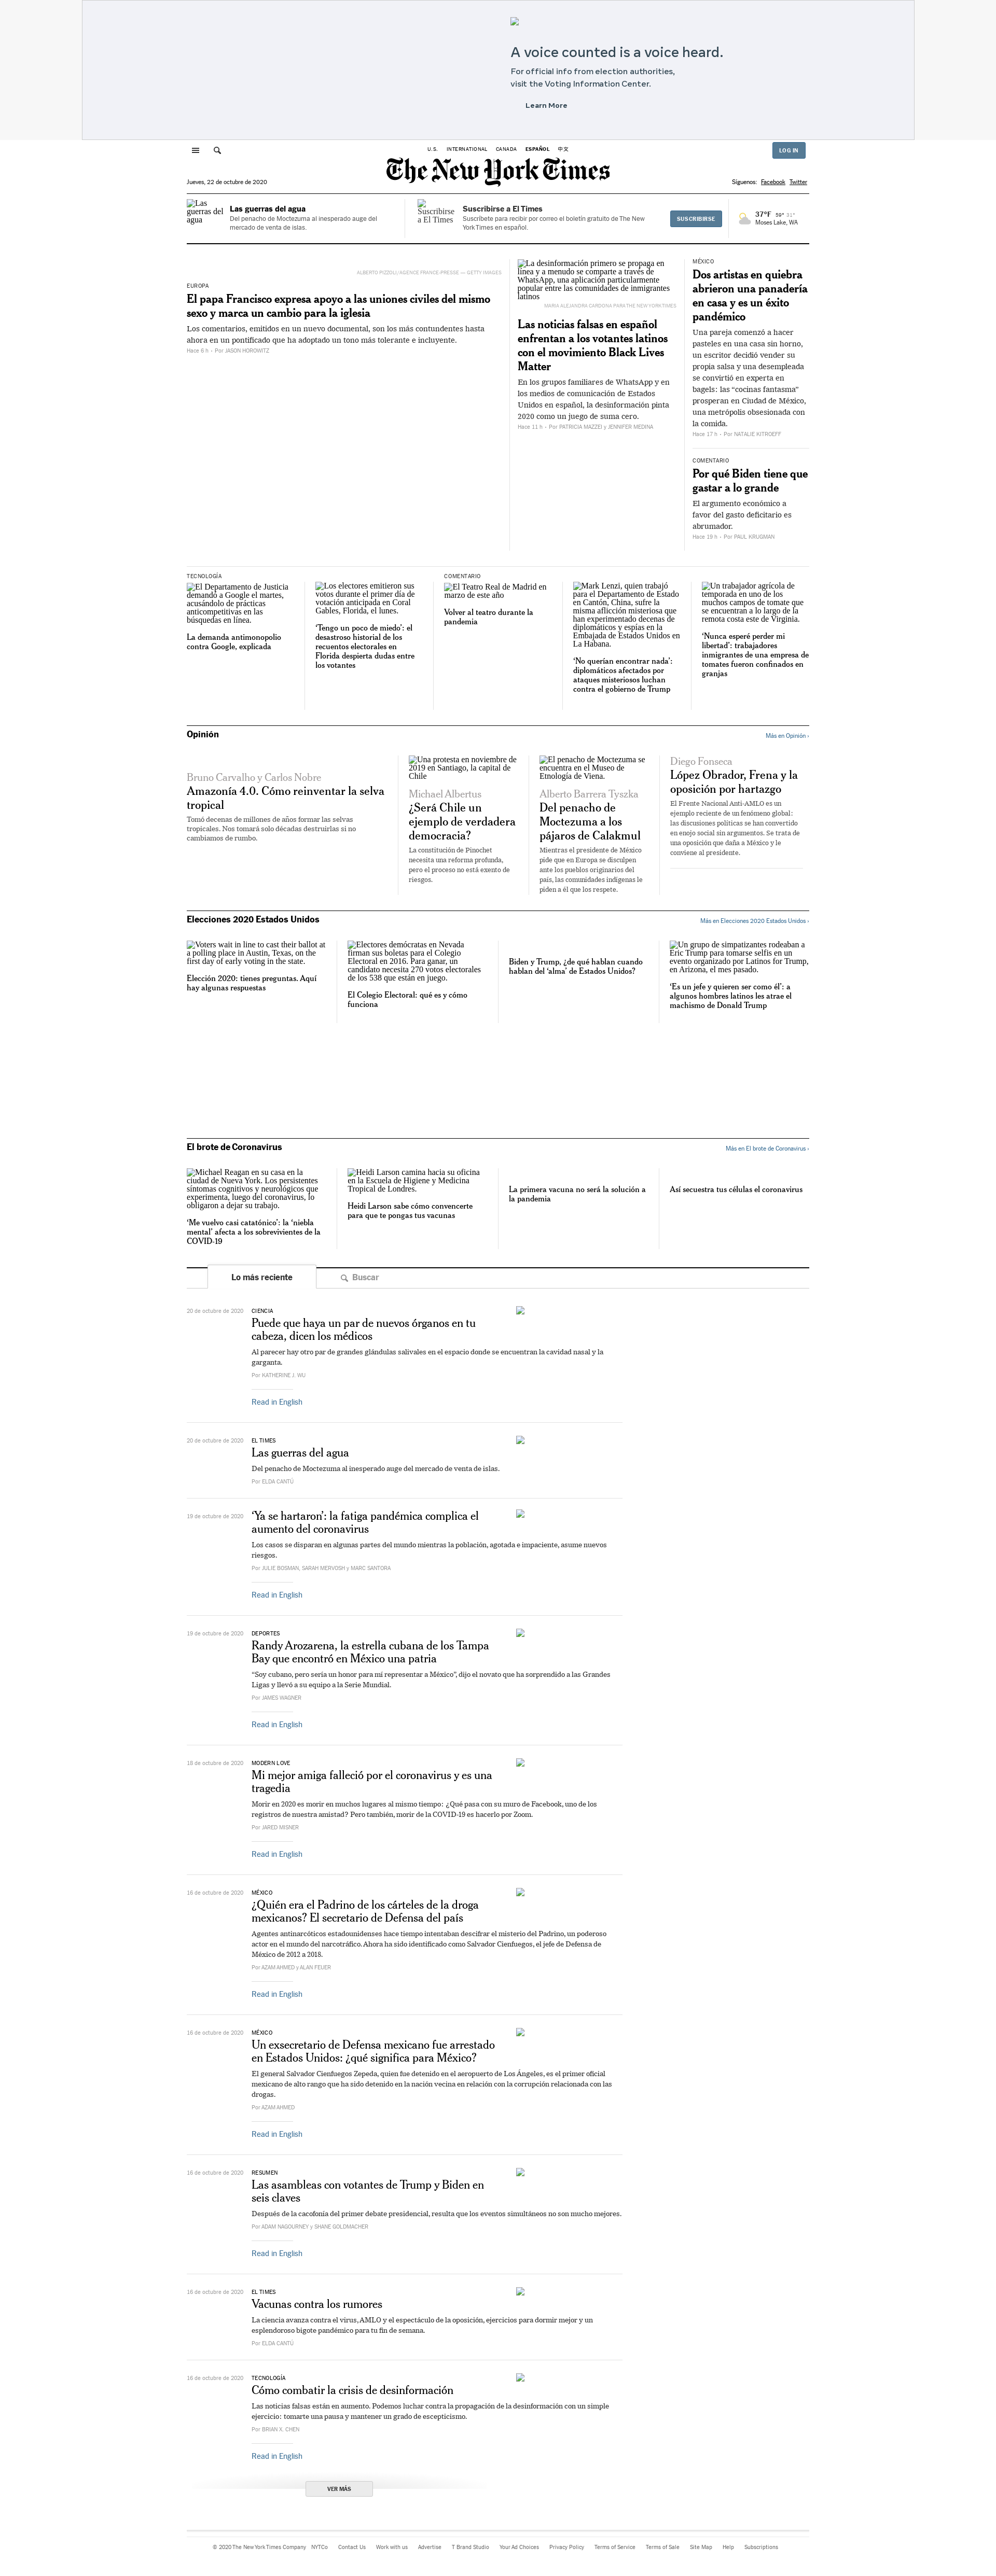 A voice counted is a voice heard.
For official info from election authorities,
visit the Voting Information Center.
Learn More
U.S.
INTERNATIONAL
CANADA
ESPAÑOL
中文
LOG IN
The New York Times
Jueves, 22 de octubre de 2020
Síguenos: Facebook Twitter
Las guerras del agua
Las guerras del agua
Del penacho de Moctezuma al inesperado auge del
mercado de venta de islas.
Suscribirse a El Times
Suscribirse a El Times
Suscríbete para recibir por correo el boletín gratuito de The New
York Times en español.
SUSCRIBIRSE
37°F 59° 31°
Moses Lake, WA
ALBERTO PIZZOLI/AGENCE FRANCE-PRESSE — GETTY IMAGES
EUROPA
El papa Francisco expresa apoyo a las uniones civiles del mismo
sexo y marca un cambio para la iglesia
Los comentarios, emitidos en un nuevo documental, son los más contundentes hasta
ahora en un pontificado que ha adoptado un tono más tolerante e incluyente.
Hace 6 h • Por JASON HOROWITZ
La desinformación primero se propaga en
línea y a menudo se comparte a través de
WhatsApp, una aplicación particularmente
popular entre las comunidades de inmigrantes
latinos
MARÍA ALEJANDRA CARDONA PARA THE NEW YORK TIMES
Las noticias falsas en español
enfrentan a los votantes latinos
con el movimiento Black Lives
Matter
En los grupos familiares de WhatsApp y en
los medios de comunicación de Estados
Unidos en español, la desinformación pinta
2020 como un juego de suma cero.
Hace 11 h • Por PATRICIA MAZZEI y JENNIFER MEDINA
MÉXICO
Dos artistas en quiebra
abrieron una panadería
en casa y es un éxito
pandémico
Una pareja comenzó a hacer
pasteles en una casa sin horno,
un escritor decidió vender su
propia salsa y una desempleada
se convirtió en experta en
bagels: las “cocinas fantasma”
prosperan en Ciudad de México,
una metrópolis obsesionada con
la comida.
Hace 17 h • Por NATALIE KITROEFF
COMENTARIO
Por qué Biden tiene que
gastar a lo grande
El argumento económico a
favor del gasto deficitario es
abrumador.
Hace 19 h • Por PAUL KRUGMAN
TECNOLOGÍA
El Departamento de Justicia
demandó a Google el martes,
acusándolo de prácticas
anticompetitivas en las
búsquedas en línea.
La demanda antimonopolio
contra Google, explicada
Los electores emitieron sus
votos durante el primer día de
votación anticipada en Coral
Gables, Florida, el lunes.
‘Tengo un poco de miedo’: el
desastroso historial de los
recuentos electorales en
Florida despierta dudas entre
los votantes
COMENTARIO
El Teatro Real de Madrid en
marzo de este año
Volver al teatro durante la
pandemia
Mark Lenzi, quien trabajó
para el Departamento de Estado
en Cantón, China, sufre la
misma aflicción misteriosa que
han experimentado decenas de
diplomáticos y espías en la
Embajada de Estados Unidos en
La Habana.
‘No querían encontrar nada’:
diplomáticos afectados por
ataques misteriosos luchan
contra el gobierno de Trump
Un trabajador agrícola de
temporada en uno de los
muchos campos de tomate que
se encuentran a lo largo de la
remota costa este de Virginia.
‘Nunca esperé perder mi
libertad’: trabajadores
inmigrantes de una empresa de
tomates fueron confinados en
granjas
Opinión
Más en Opinión ›
Bruno Carvalho y Carlos Nobre
Amazonía 4.0. Cómo reinventar la selva
tropical
Tomó decenas de millones de años formar las selvas
tropicales. Nos tomará solo décadas destruirlas si no
cambiamos de rumbo.
Una protesta en noviembre de
2019 en Santiago, la capital de
Chile
Michael Albertus
¿Será Chile un
ejemplo de verdadera
democracia?
La constitución de Pinochet
necesita una reforma profunda,
pero el proceso no está exento de
riesgos.
El penacho de Moctezuma se
encuentra en el Museo de
Etnología de Viena.
Alberto Barrera Tyszka
Del penacho de
Moctezuma a los
pájaros de Calakmul
Mientras el presidente de México
pide que en Europa se disculpen
ante los pueblos originarios del
país, las comunidades indígenas le
piden a él que los respete.
Diego Fonseca
López Obrador, Frena y la
oposición por hartazgo
El Frente Nacional Anti-AMLO es un
ejemplo reciente de un fenómeno global:
las discusiones políticas se han convertido
en enojo social sin argumentos. Se trata de
una oposición que daña a México y le
conviene al presidente.
Elecciones 2020 Estados Unidos
Más en Elecciones 2020 Estados Unidos ›
Voters wait in line to cast their ballot at
a polling place in Austin, Texas, on the
first day of early voting in the state.
Elección 2020: tienes preguntas. Aquí
hay algunas respuestas
Electores demócratas en Nevada
firman sus boletas para el Colegio
Electoral en 2016. Para ganar, un
candidato necesita 270 votos electorales
de los 538 que están en juego.
El Colegio Electoral: qué es y cómo
funciona
Biden y Trump, ¿de qué hablan cuando
hablan del ‘alma’ de Estados Unidos?
Un grupo de simpatizantes rodeaban a
Eric Trump para tomarse selfis en un
evento organizado por Latinos for Trump,
en Arizona, el mes pasado.
‘Es un jefe y quieren ser como él’: a
algunos hombres latinos les atrae el
machismo de Donald Trump
El brote de Coronavirus
Más en El brote de Coronavirus ›
Michael Reagan en su casa en la
ciudad de Nueva York. Los persistentes
síntomas cognitivos y neurológicos que
experimenta, luego del coronavirus, lo
obligaron a dejar su trabajo.
‘Me vuelvo casi catatónico’: la ‘niebla
mental’ afecta a los sobrevivientes de la
COVID-19
Heidi Larson camina hacia su oficina
en la Escuela de Higiene y Medicina
Tropical de Londres.
Heidi Larson sabe cómo convencerte
para que te pongas tus vacunas
La primera vacuna no será la solución a
la pandemia
Así secuestra tus células el coronavirus
Lo más reciente
Buscar
20 de octubre de 2020
CIENCIA
Puede que haya un par de nuevos órganos en tu
cabeza, dicen los médicos
Al parecer hay otro par de grandes glándulas salivales en el espacio donde se encuentran la cavidad nasal y la
garganta.
Por KATHERINE J. WU
Read in English
20 de octubre de 2020
EL TIMES
Las guerras del agua
Del penacho de Moctezuma al inesperado auge del mercado de venta de islas.
Por ELDA CANTÚ
19 de octubre de 2020
‘Ya se hartaron’: la fatiga pandémica complica el
aumento del coronavirus
Los casos se disparan en algunas partes del mundo mientras la población, agotada e impaciente, asume nuevos
riesgos.
Por JULIE BOSMAN, SARAH MERVOSH y MARC SANTORA
Read in English
19 de octubre de 2020
DEPORTES
Randy Arozarena, la estrella cubana de los Tampa
Bay que encontró en México una patria
“Soy cubano, pero sería un honor para mí representar a México”, dijo el novato que ha sorprendido a las Grandes
Ligas y llevó a su equipo a la Serie Mundial.
Por JAMES WAGNER
Read in English
18 de octubre de 2020
MODERN LOVE
Mi mejor amiga falleció por el coronavirus y es una
tragedia
Morir en 2020 es morir en muchos lugares al mismo tiempo: ¿Qué pasa con su muro de Facebook, uno de los
registros de nuestra amistad? Pero también, morir de la COVID-19 es hacerlo por Zoom.
Por JARED MISNER
Read in English
16 de octubre de 2020
MÉXICO
¿Quién era el Padrino de los cárteles de la droga
mexicanos? El secretario de Defensa del país
Agentes antinarcóticos estadounidenses hace tiempo intentaban descifrar el misterio del Padrino, un poderoso
actor en el mundo del narcotráfico. Ahora ha sido identificado como Salvador Cienfuegos, el jefe de Defensa de
México de 2012 a 2018.
Por AZAM AHMED y ALAN FEUER
Read in English
16 de octubre de 2020
MÉXICO
Un exsecretario de Defensa mexicano fue arrestado
en Estados Unidos: ¿qué significa para México?
El general Salvador Cienfuegos Zepeda, quien fue detenido en el aeropuerto de Los Ángeles, es el primer oficial
mexicano de alto rango que ha sido detenido en la nación vecina en relación con la corrupción relacionada con las
drogas.
Por AZAM AHMED
Read in English
16 de octubre de 2020
RESUMEN
Las asambleas con votantes de Trump y Biden en
seis claves
Después de la cacofonía del primer debate presidencial, resulta que los eventos simultáneos no son mucho mejores.
Por ADAM NAGOURNEY y SHANE GOLDMACHER
Read in English
16 de octubre de 2020
EL TIMES
Vacunas contra los rumores
La ciencia avanza contra el virus, AMLO y el espectáculo de la oposición, ejercicios para dormir mejor y un
esplendoroso bigote pandémico para tu fin de semana.
Por ELDA CANTÚ
16 de octubre de 2020
TECNOLOGÍA
Cómo combatir la crisis de desinformación
Las noticias falsas están en aumento. Podemos luchar contra la propagación de la desinformación con un simple
ejercicio: tomarte una pausa y mantener un grado de escepticismo.
Por BRIAN X. CHEN
Read in English
VER MÁS
© 2020 The New York Times Company NYTCo Contact Us Work with us Advertise T Brand Studio Your Ad Choices Privacy Policy Terms of Service Terms of Sale Site Map Help Subscriptions